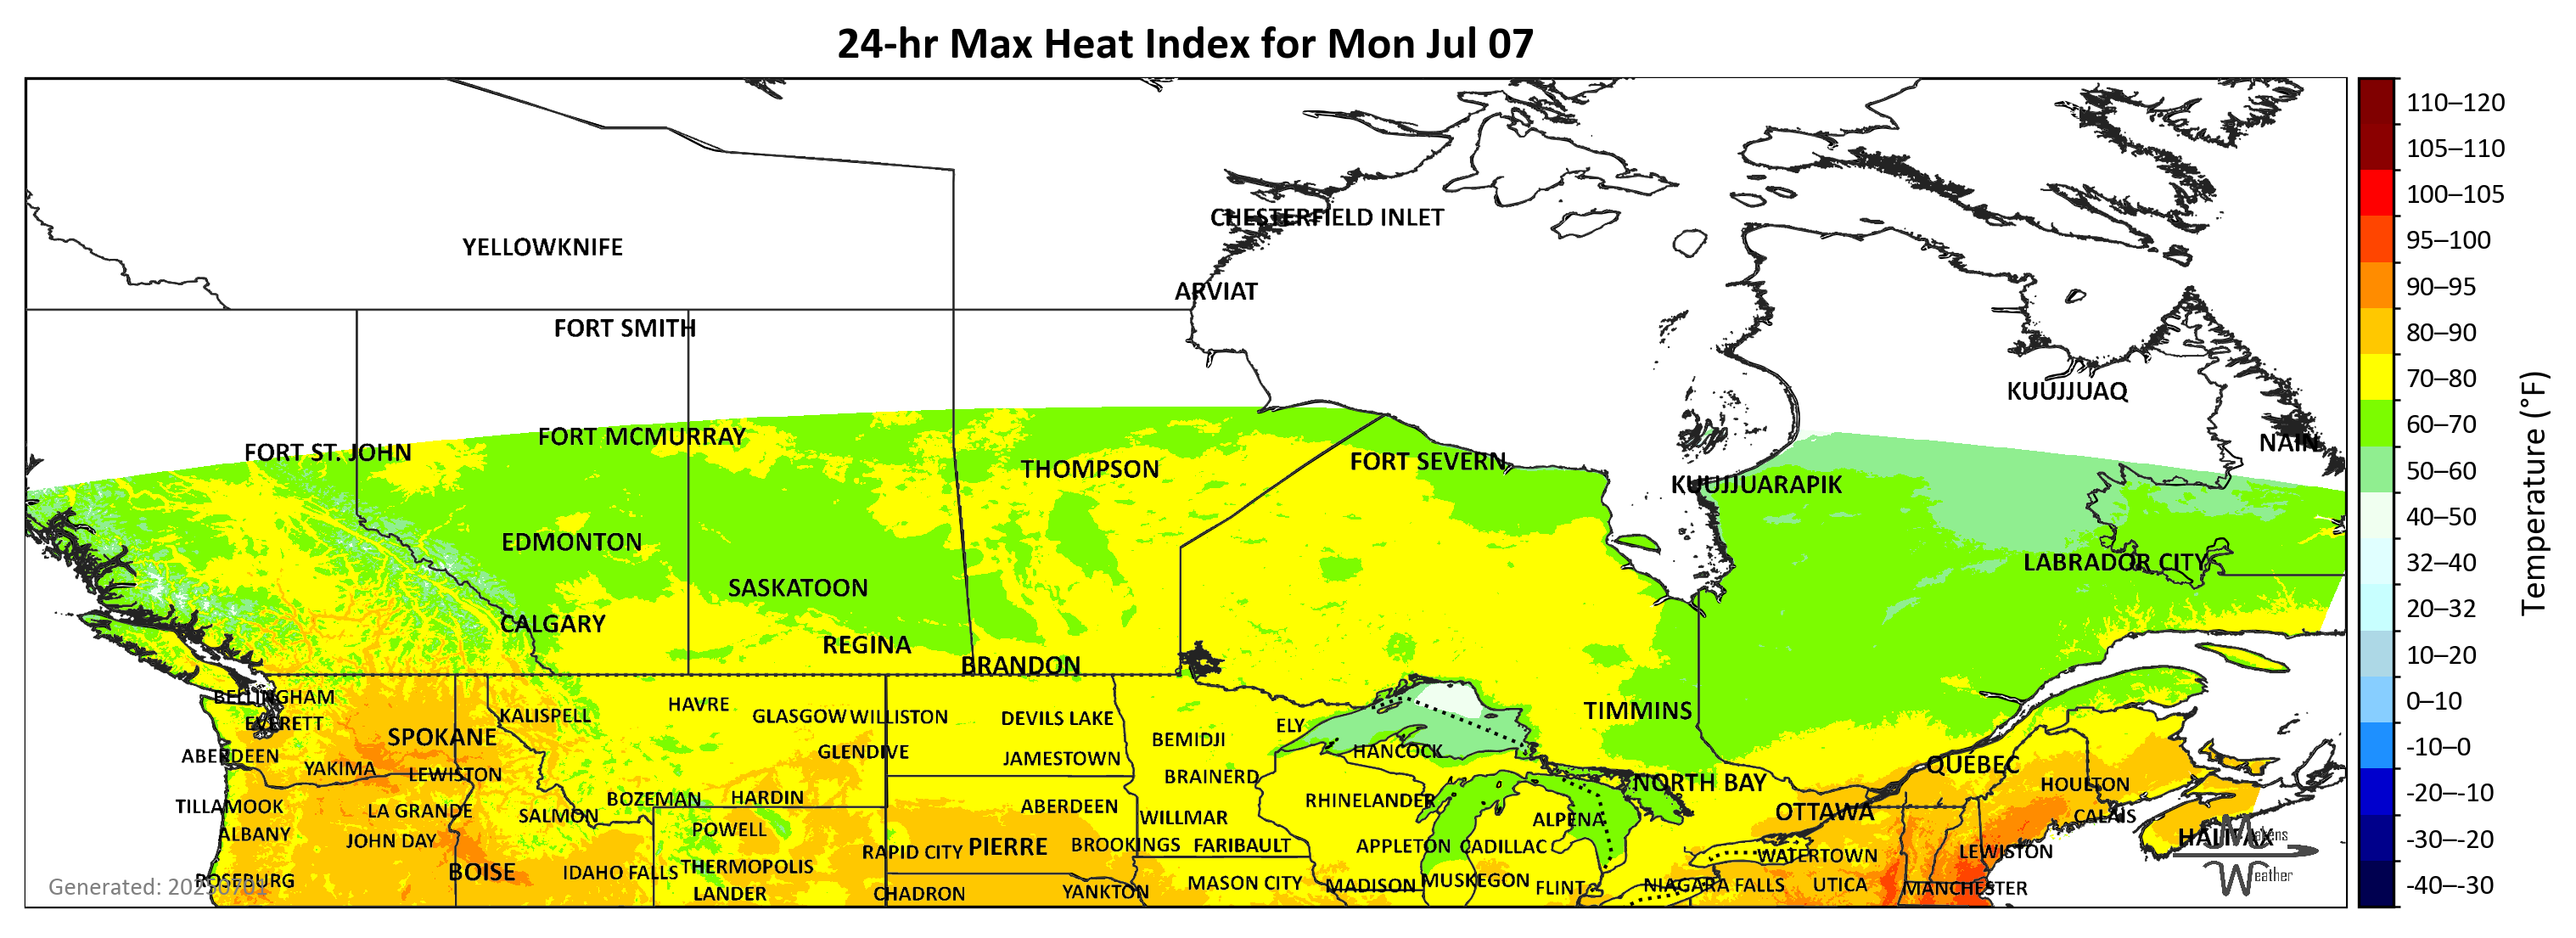 24-hr Max Heat Index for Mon Jul 07
110–120
105–110
100–105
95–100
90–95
80–90
70–80
60–70
50–60
40–50
32–40
20–32
10–20
0–10
-10–0
-20–-10
-30–-20
-40–-30
Temperature (°F)
CHESTERFIELD INLET
YELLOWKNIFE
ARVIAT
FORT SMITH
KUUJJUAQ
FORT MCMURRAY
NAIN
FORT ST. JOHN
FORT SEVERN
THOMPSON
KUUJJUARAPIK
EDMONTON
LABRADOR CITY
SASKATOON
CALGARY
REGINA
BRANDON
BELLINGHAM
HAVRE
TIMMINS
KALISPELL
GLASGOW
WILLISTON
DEVILS LAKE
EVERETT
ELY
SPOKANE
BEMIDJI
GLENDIVE
HANCOCK
ABERDEEN
JAMESTOWN
QUÉBEC
YAKIMA
LEWISTON
BRAINERD
NORTH BAY
HOULTON
BOZEMAN
HARDIN
RHINELANDER
TILLAMOOK
ABERDEEN
LA GRANDE
SALMON
OTTAWA
CALAIS
WILLMAR
ALPENA
POWELL
ALBANY
HALIFAX
JOHN DAY
BROOKINGS
FARIBAULT
APPLETON
CADILLAC
PIERRE
RAPID CITY
LEWISTON
WATERTOWN
THERMOPOLIS
BOISE
IDAHO FALLS
ROSEBURG
MUSKEGON
MASON CITY
MADISON
NIAGARA FALLS
UTICA
FLINT
MANCHESTER
YANKTON
LANDER
CHADRON
Generated: 20250701
Weather